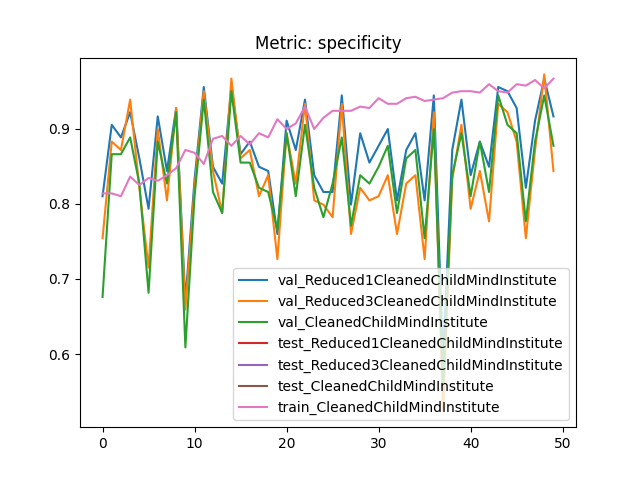 Metric: specificity
0.9
0.8
0.7
0.6
val_Reduced1CleanedChildMindInstitute
val_Reduced3CleanedChildMindInstitute
val_CleanedChildMindInstitute
test_Reduced1CleanedChildMindInstitute
test_Reduced3CleanedChildMindInstitute
test_CleanedChildMindInstitute
train_CleanedChildMindInstitute
0 10 20 30 40 50